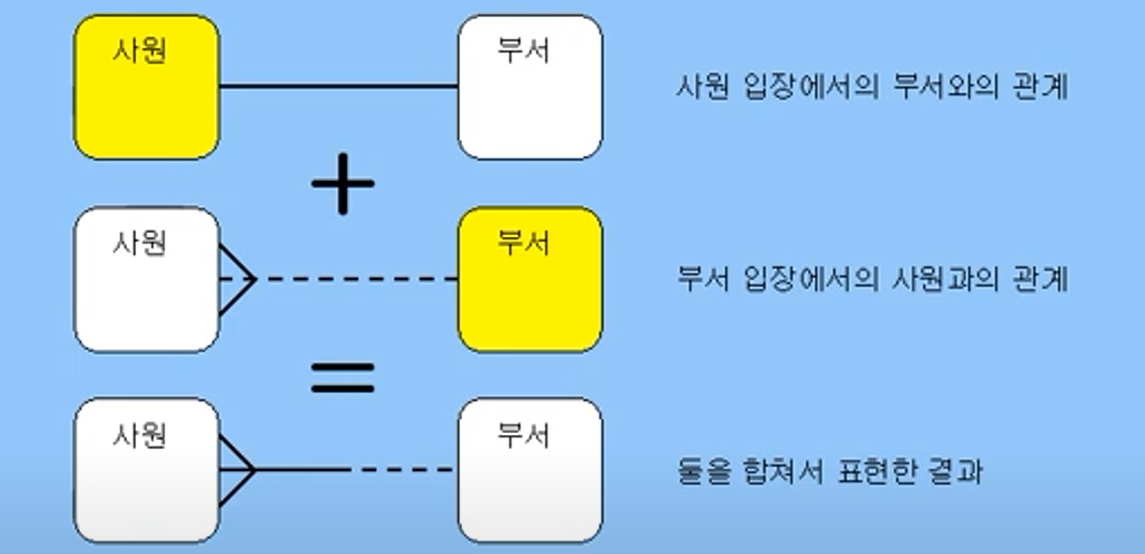 사원
부서
사원 입장에서의 부서와의 관계
+
사원
부서
부서 입장에서의 사원과의 관계
=
사원
부서
둘을 합쳐서 표현한 결과